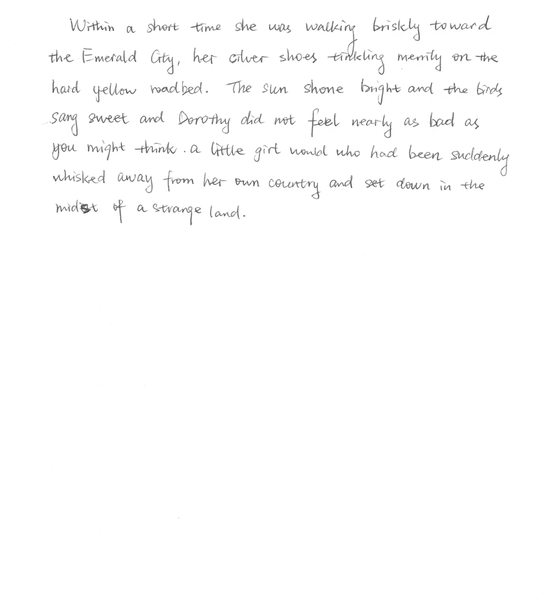 Within a short time she was walking briskly toward
the Emerald City, her cilver shoes tinkling merrily on the
hard yellow roadbed. The sun shone bright and the birds
sang sweet and Dorothy did not feel nearly as bad as
you might think a little girl would who had been suddenly
whisked away from her own country and set down in the
midst of a strange land.